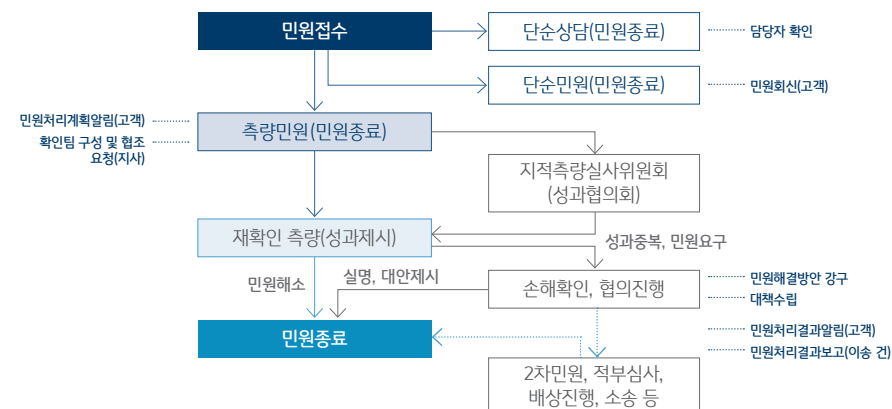 민원접수
단순상담(민원종료)
담당자 확인
단순민원(민원종료)
민원회신(고객)
민원처리계획알림(고객)
확인팀 구성 및 협조
요청(지사)
측량민원(민원종료)
지적측량실사위원회
(성과협의회)
재확인 측량(성과제시)
성과중복, 민원요구
민원해소
실명, 대안제시
손해확인, 협의진행
민원해결방안 강구
대책수립
민원종료
민원처리결과알림(고객)
민원처리결과보고(이송 건)
2차민원, 적부심사,
배상진행, 소송 등